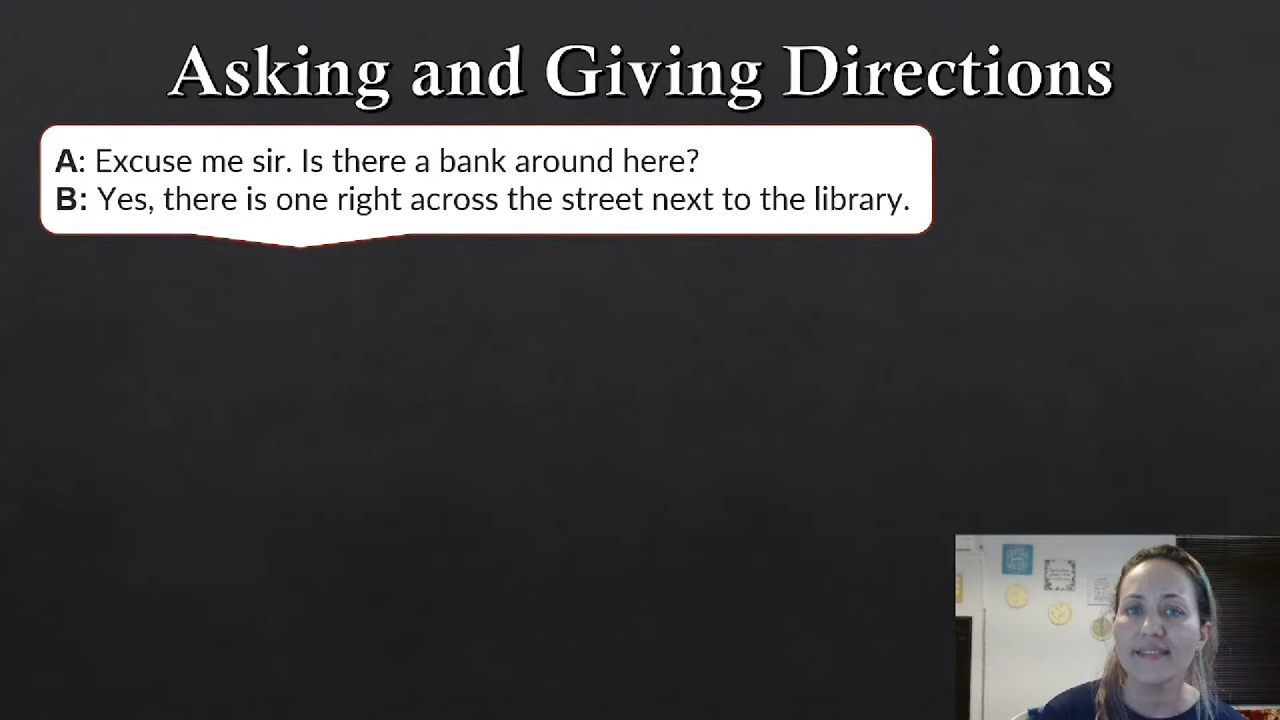 Asking and Giving Directions
A: Excuse me sir. Is there a bank around here?
B: Yes, there is one right across the street next to the library.